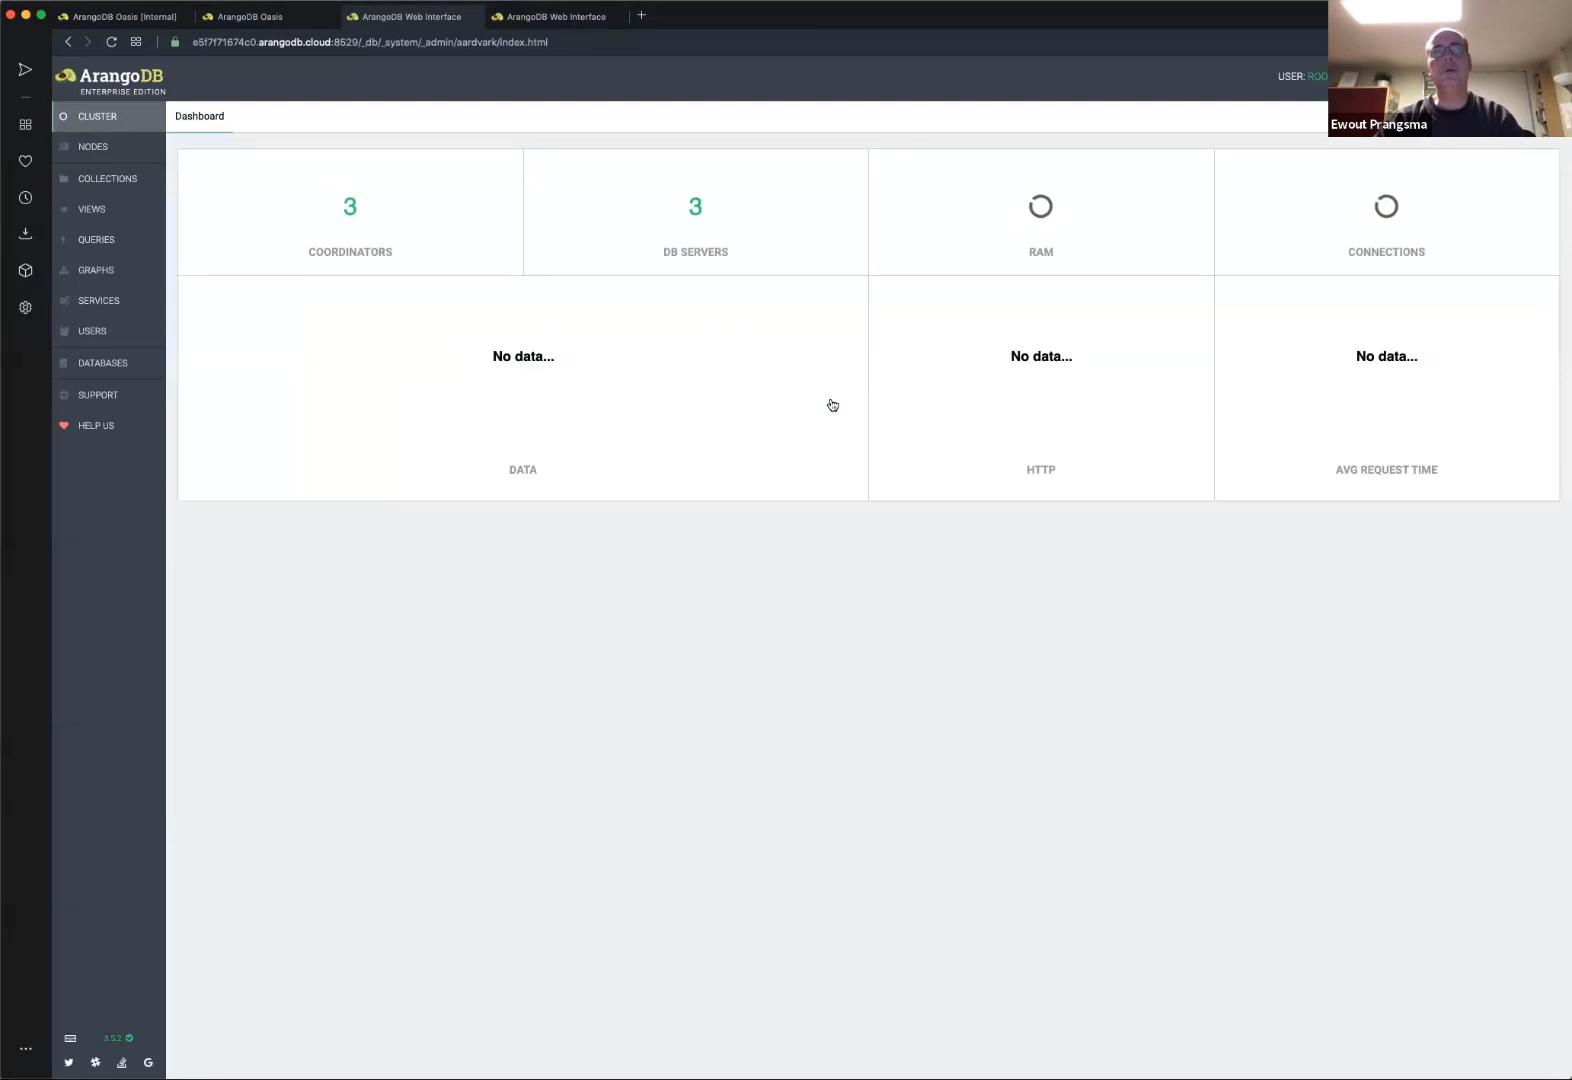 ArangoDB Oasis [Internal]
ArangoDB Oasis
ArangoDB Web Interface
ArangoDB Web Interface
e5f7f71674c0.arangodb.cloud:8529/_db/_system/_admin/aardvark/index.html
ArangoDB
ENTERPRISE EDITION
USER: ROO
Ewout Prangsma
CLUSTER
NODES
COLLECTIONS
VIEWS
QUERIES
GRAPHS
SERVICES
USERS
DATABASES
SUPPORT
HELP US
Dashboard
3
COORDINATORS
3
DB SERVERS
RAM
CONNECTIONS
No data...
DATA
No data...
HTTP
No data...
AVG REQUEST TIME
3.5.2